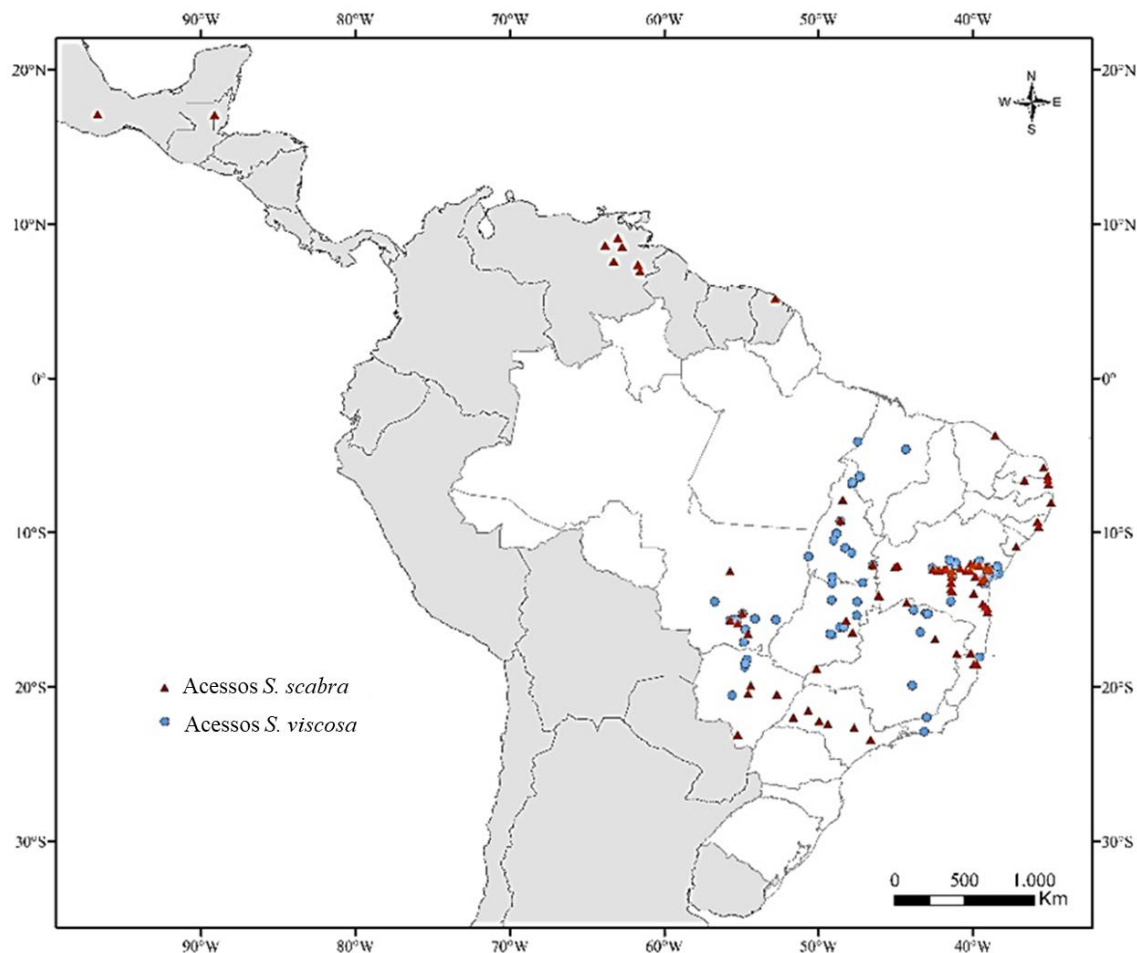 90°W 80°W 70°W 60°W 50°W 40°W
20°N 20°N
N
W E
S
10°N 10°N
0° 0°
10°S 10°S
Acessos S. scabra
20°S 20°S
Acessos S. viscosa
30°S 30°S
0 500 1.000
Km
90°W 80°W 70°W 60°W 50°W 40°W